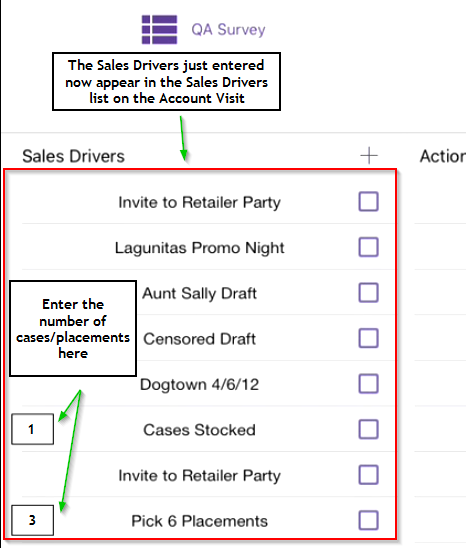 QA Survey
The Sales Drivers just entered
now appear in the Sales Drivers
list on the Account Visit
Sales Drivers
Action
Invite to Retailer Party
Lagunitas Promo Night
Aunt Sally Draft
Enter the
number of
cases/placements
here
Censored Draft
Dogtown 4/6/12
1 Cases Stocked
Invite to Retailer Party
3 Pick 6 Placements